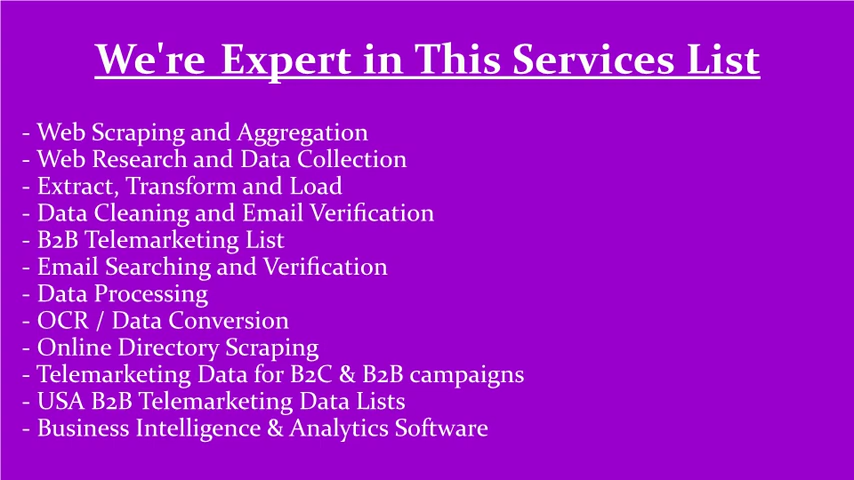 We're Expert in This Services List
- Web Scraping and Aggregation
- Web Research and Data Collection
- Extract, Transform and Load
- Data Cleaning and Email Verification
- B2B Telemarketing List
- Email Searching and Verification
- Data Processing
- OCR / Data Conversion
- Online Directory Scraping
- Telemarketing Data for B2C & B2B campaigns
- USA B2B Telemarketing Data Lists
- Business Intelligence & Analytics Software